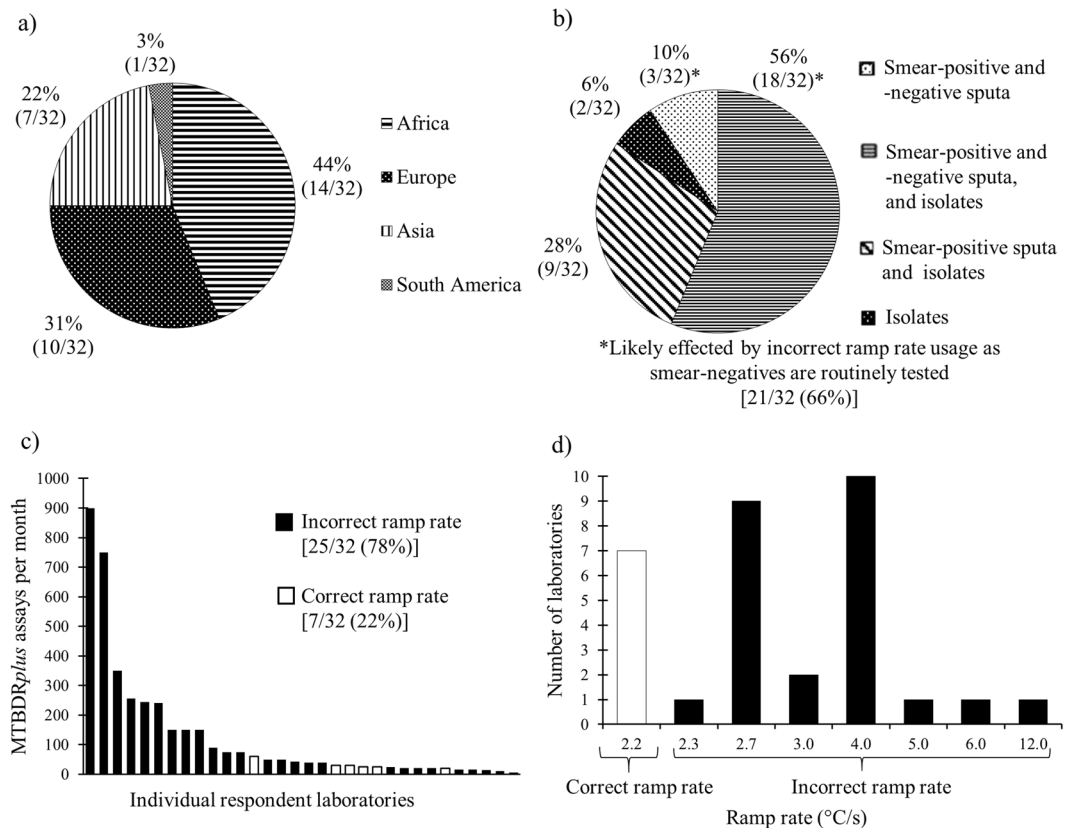 a)
3%
(1/32)
22%
(7/32)
44%
(14/32)
31%
(10/32)
Africa
Europe
Asia
South America
b)
10%
(3/32)*
56%
(18/32)*
6%
(2/32)
28%
(9/32)
Smear-positive and
-negative sputa
Smear-positive and
-negative sputa,
and isolates
Smear-positive sputa
and isolates
Isolates
*Likely effected by incorrect ramp rate usage as
smear-negatives are routinely tested
[21/32 (66%)]
c)
MTBDRplus assays per month
1000
900
800
700
600
500
400
300
200
100
0
Incorrect ramp rate
[25/32 (78%)]
Correct ramp rate
[7/32 (22%)]
Individual respondent laboratories
d)
Number of laboratories
10
9
8
7
6
5
4
3
2
1
0
2.2 2.3 2.7 3.0 4.0 5.0 6.0 12.0
Correct ramp rate Incorrect ramp rate
Ramp rate (°C/s)